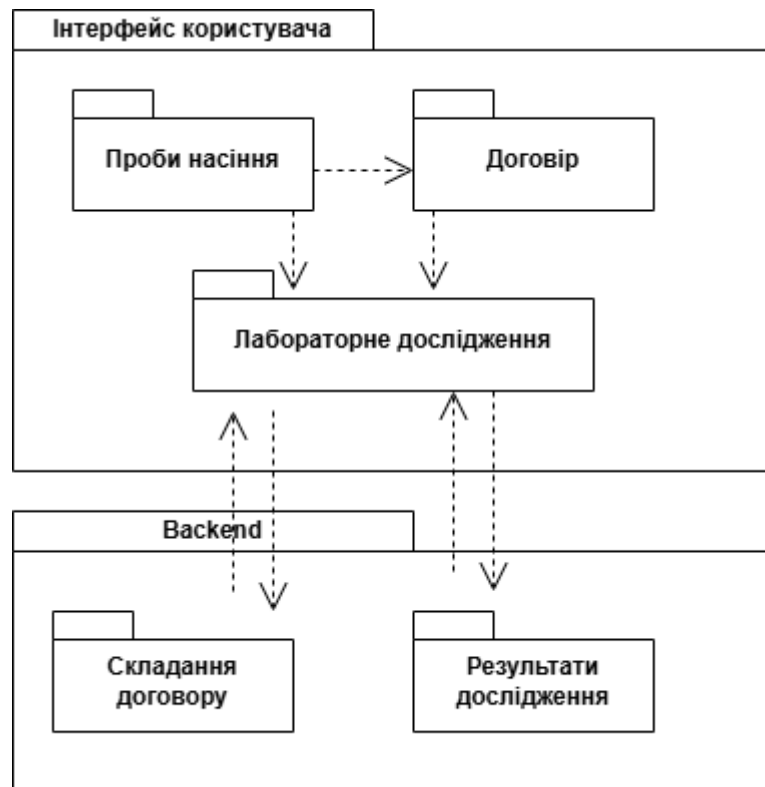 Інтерфейс користувача
Проби насіння
Договір
Лабораторне дослідження
Backend
Складання
договору
Результати
дослідження